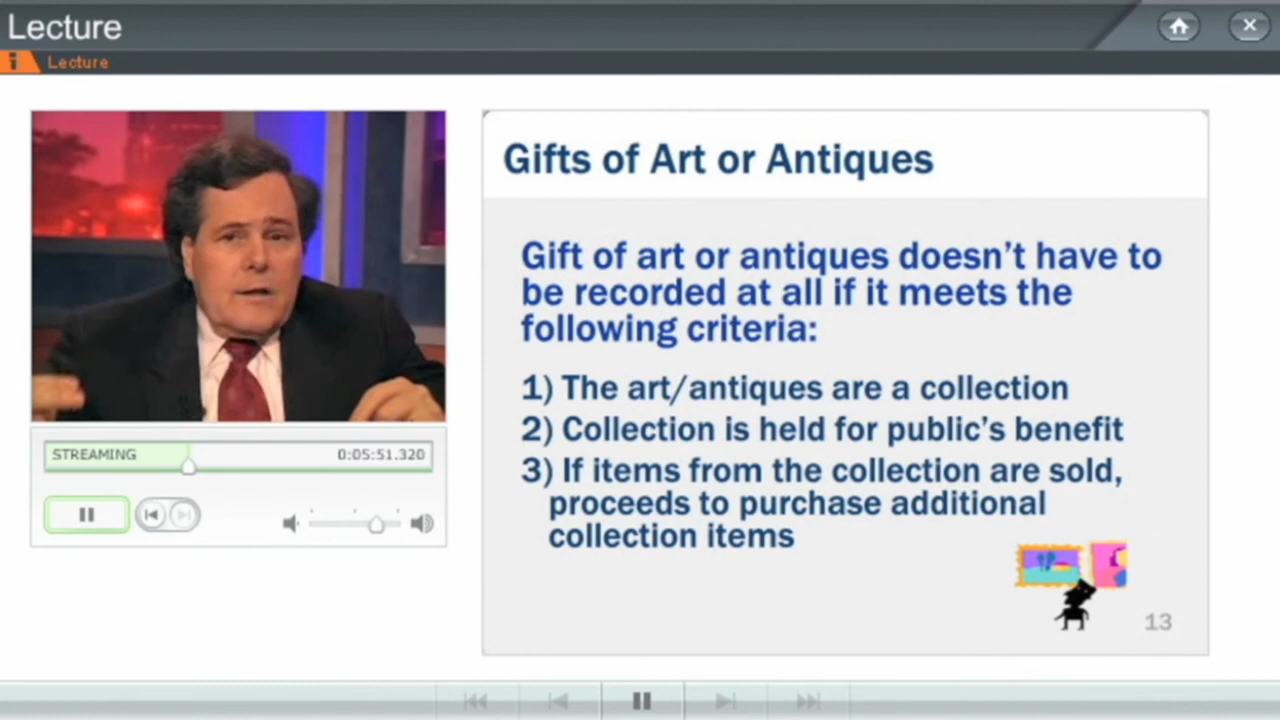 Lecture
i Lecture
Gifts of Art or Antiques
Gift of art or antiques doesn't have to
be recorded at all if it meets the
following criteria:
1) The art/antiques are a collection
2) Collection is held for public's benefit
3) If items from the collection are sold,
proceeds to purchase additional
collection items
STREAMING 0:05:51.320
13